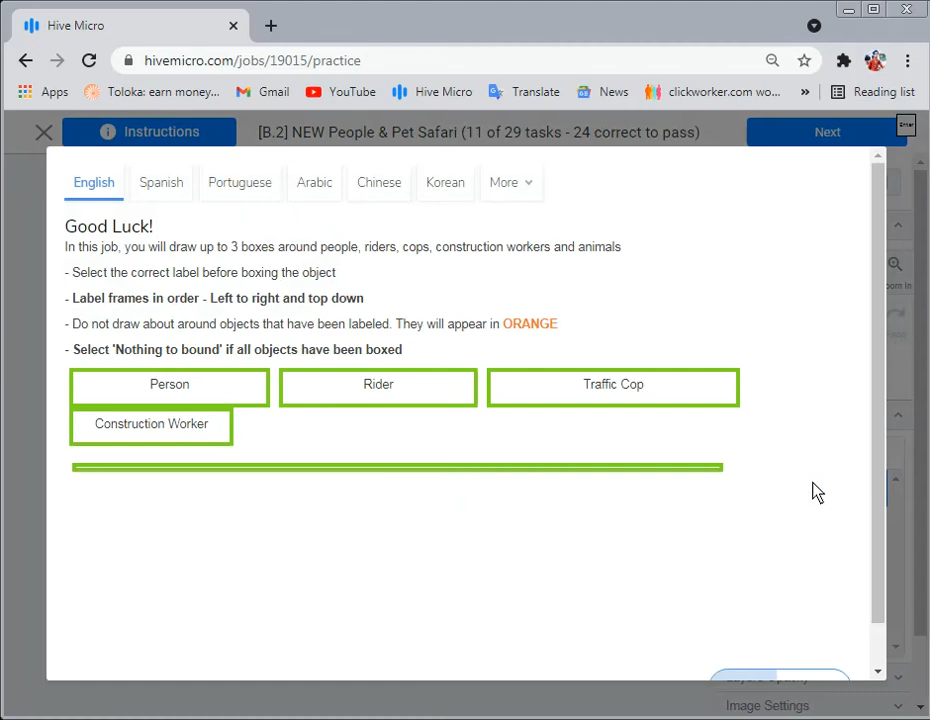 Hive Micro
hivemicro.com/jobs/19015/practice
Apps Toloka: earn money... Gmail YouTube Hive Micro Translate News clickworker.com wo... » Reading list
Instructions [B.2] NEW People & Pet Safari (11 of 29 tasks - 24 correct to pass) Next
English Spanish Portuguese Arabic Chinese Korean More
Good Luck!
In this job, you will draw up to 3 boxes around people, riders, cops, construction workers and animals
- Select the correct label before boxing the object
- Label frames in order - Left to right and top down
- Do not draw about around objects that have been labeled. They will appear in ORANGE
- Select 'Nothing to bound' if all objects have been boxed
Person Rider Traffic Cop
Construction Worker
Image Settings